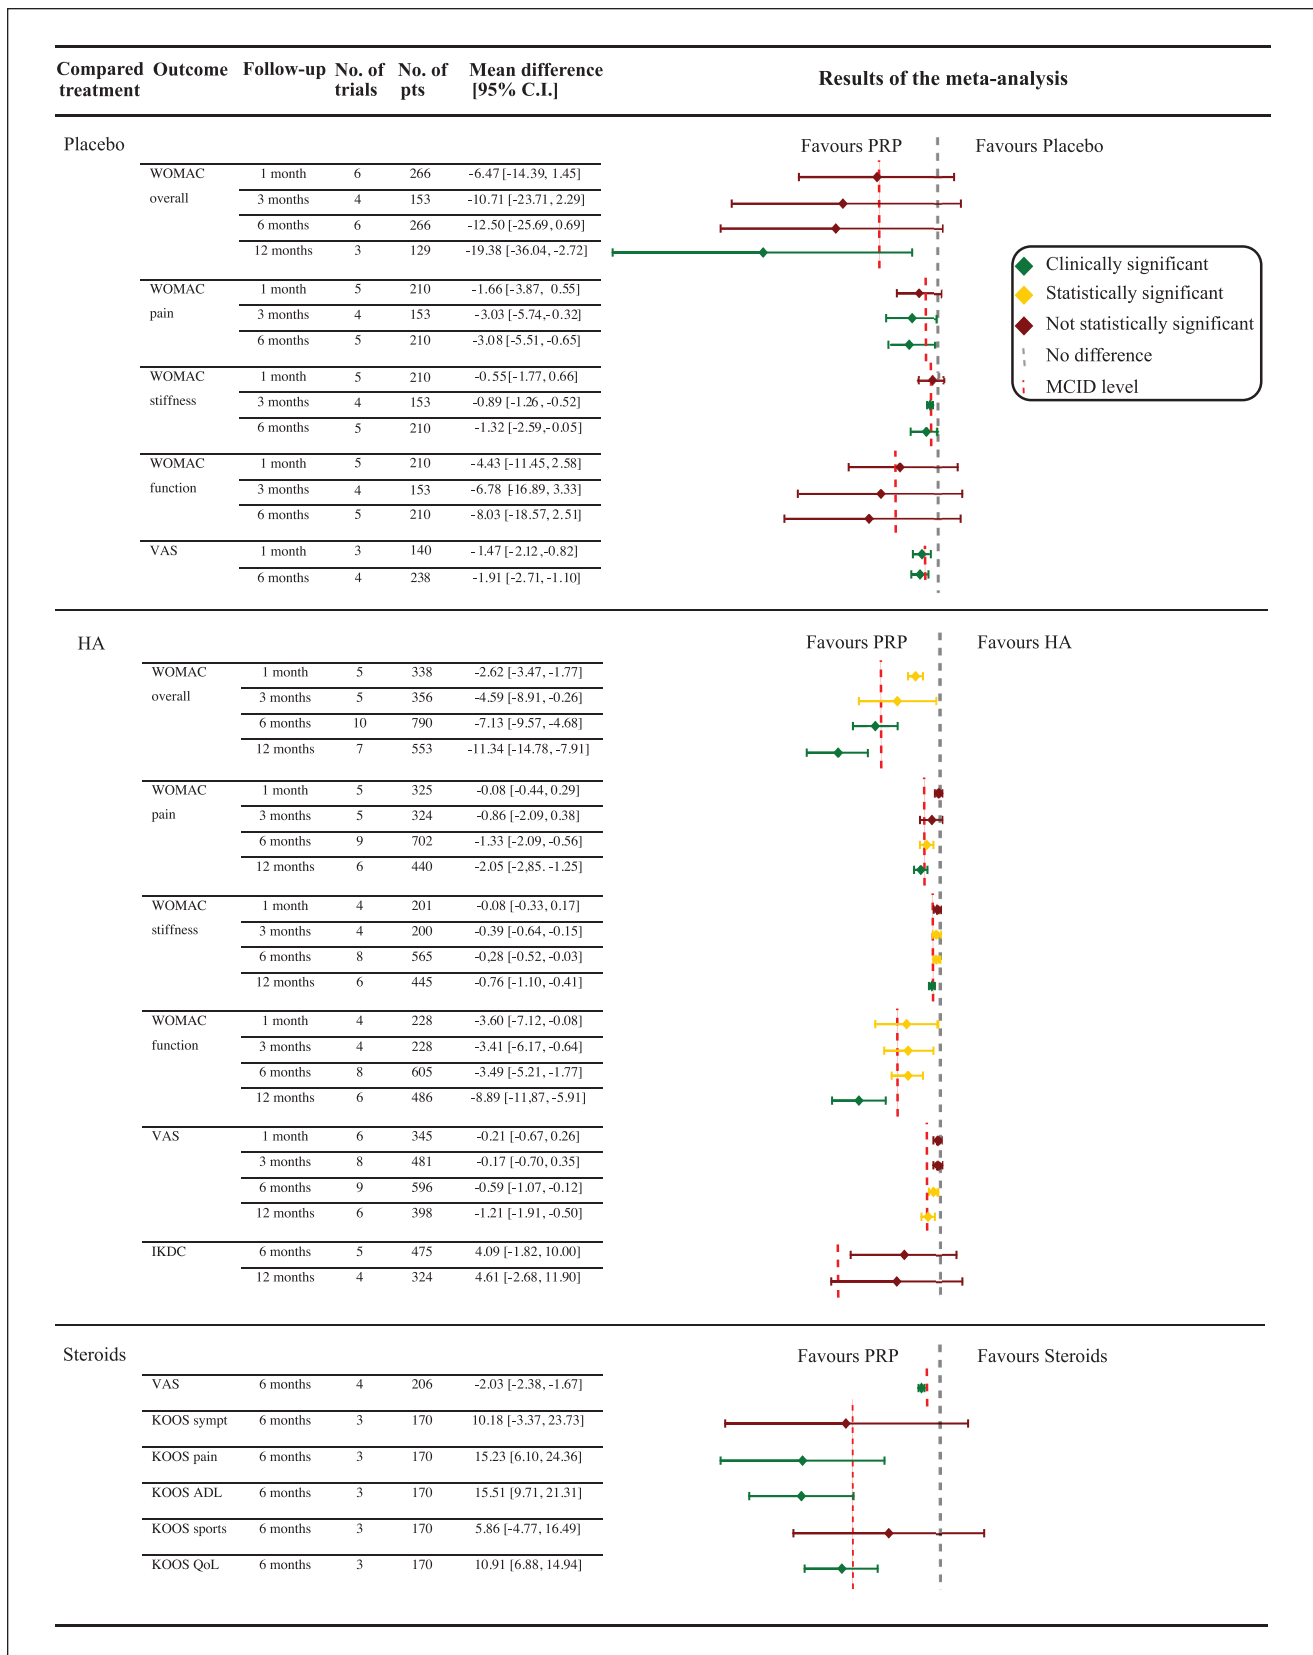 Compared Outcome Follow-up No. of No. of Mean difference Results of the meta-analysis
treatment trials pts [95% C.I.]
Placebo Favours PRP Favours Placebo
WOMAC 1 month 6 266 -6.47 [-14.39, 1.45]
overall 3 months 4 153 -10.71 [-23.71, 2.29]
6 months 6 266 -12.50 [-25.69, 0.69]
12 months 3 129 -19.38 [-36.04, -2.72]
Clinically significant
Statistically significant
Not statistically significant
No difference
MCID level
WOMAC 1 month 5 210 -1.66 [-3.87, 0.55]
pain 3 months 4 153 -3.03 [-5.74,-0.32]
6 months 5 210 -3.08 [-5.51, -0.65]
WOMAC 1 month 5 210 -0.55[-1.77, 0.66]
stiffness 3 months 4 153 -0.89 [-1.26, -0.52]
6 months 5 210 -1.32 [-2.59,-0.05]
WOMAC 1 month 5 210 -4.43 [-11.45, 2.58]
function 3 months 4 153 -6.78 [-16.89, 3.33]
6 months 5 210 -8.03 [-18.57, 2.51]
VAS 1 month 3 140 -1.47 [-2.12,-0.82]
6 months 4 238 -1.91 [-2.71, -1.10]
HA Favours PRP Favours HA
WOMAC 1 month 5 338 -2.62 [-3.47, -1.77]
overall 3 months 5 356 -4.59 [-8.91, -0.26]
6 months 10 790 -7.13 [-9.57, -4.68]
12 months 7 553 -11.34 [-14.78, -7.91]
WOMAC 1 month 5 325 -0.08 [-0.44, 0.29]
pain 3 months 5 324 -0.86 [-2.09, 0.38]
6 months 9 702 -1.33 [-2.09, -0.56]
12 months 6 440 -2.05 [-2,85. -1.25]
WOMAC 1 month 4 201 -0.08 [-0.33, 0.17]
stiffness 3 months 4 200 -0.39 [-0.64, -0.15]
6 months 8 565 -0,28 [-0.52, -0.03]
12 months 6 445 -0.76 [-1.10, -0.41]
WOMAC 1 month 4 228 -3.60 [-7.12, -0.08]
function 3 months 4 228 -3.41 [-6.17, -0.64]
6 months 8 605 -3.49 [-5.21, -1.77]
12 months 6 486 -8.89 [-11,87, -5.91]
VAS 1 month 6 345 -0.21 [-0.67, 0.26]
3 months 8 481 -0.17 [-0.70, 0.35]
6 months 9 596 -0.59 [-1.07, -0.12]
12 months 6 398 -1.21 [-1.91, -0.50]
IKDC 6 months 5 475 4.09 [-1.82, 10.00]
12 months 4 324 4.61 [-2.68, 11.90]
Steroids Favours PRP Favours Steroids
VAS 6 months 4 206 -2.03 [-2.38, -1.67]
KOOS sympt 6 months 3 170 10.18 [-3.37, 23.73]
KOOS pain 6 months 3 170 15.23 [6.10, 24.36]
KOOS ADL 6 months 3 170 15.51 [9.71, 21.31]
KOOS sports 6 months 3 170 5.86 [-4.77, 16.49]
KOOS QoL 6 months 3 170 10.91 [6.88, 14.94]